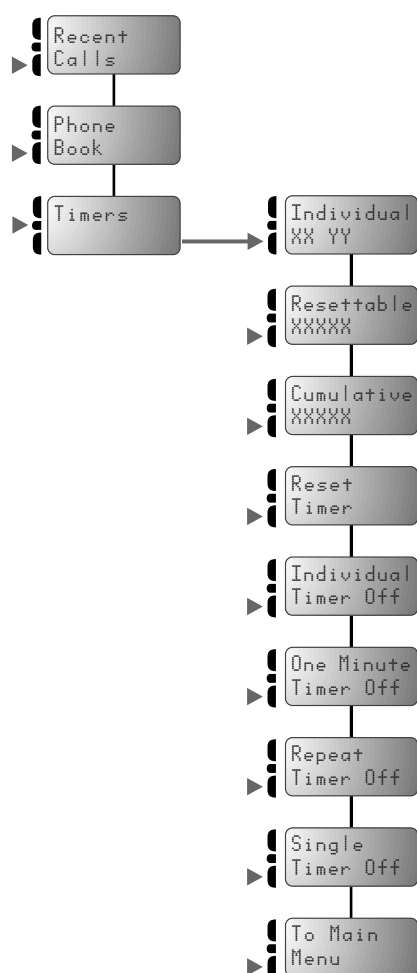 Recent
Calls
Phone
Book
Timers
Individual
XX YY
Resettable
XXXXX
Cumulative
XXXXX
Reset
Timer
Individual
Timer Off
One Minute
Timer Off
Repeat
Timer Off
Single
Timer Off
To Main
Menu